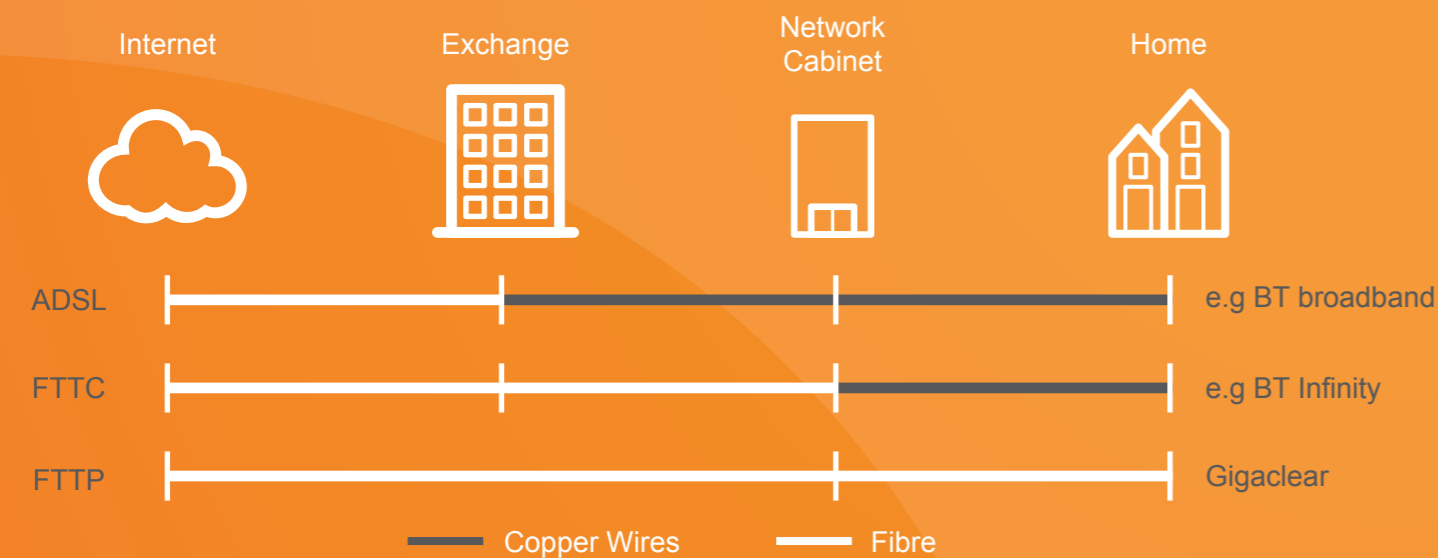 Internet
Exchange
Network
Cabinet
Home
ADSL
e.g BT broadband
FTTC
e.g BT Infinity
FTTP
Gigaclear
Copper Wires
Fibre